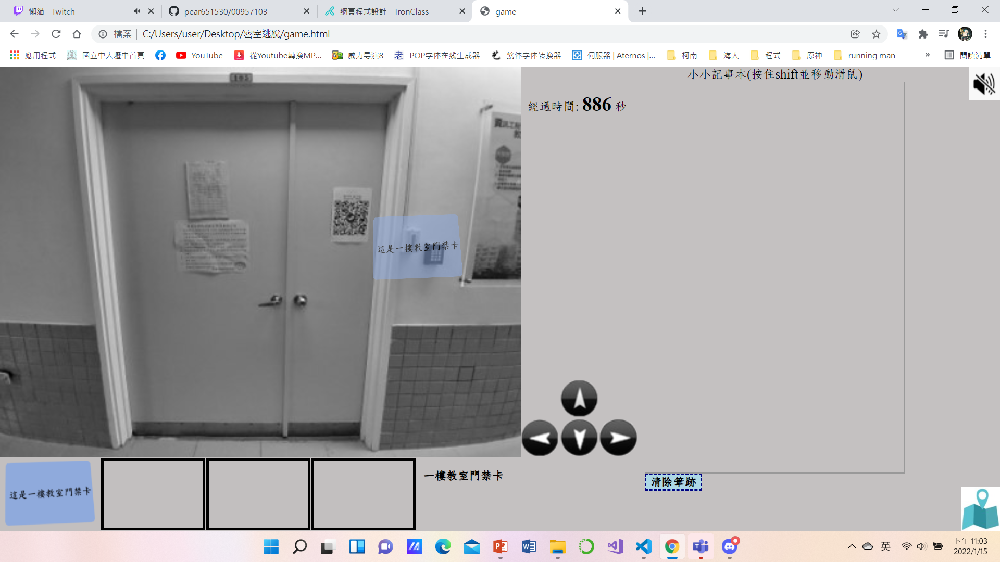 懶貓 - Twitch
pear651530/00957103
網頁程式設計 - TronClass
game
檔案
C:/Users/user/Desktop/密室逃脫/game.html
應用程式
國立中大壢中首頁
YouTube
從Youtube轉換MP...
威力导演8
POP字体在线生成器
繁体字体转换器
伺服器 | Aternos |...
柯南
海大
程式
原神
running man
»
閱讀清單
105
小小記事本(按住shift並移動滑鼠)
經過時間: 886 秒
資訊工程
這是一樓教室門禁卡
這是一樓教室門禁卡
一樓教室門禁卡
清除筆跡
英
下午 11:03
2022/1/15